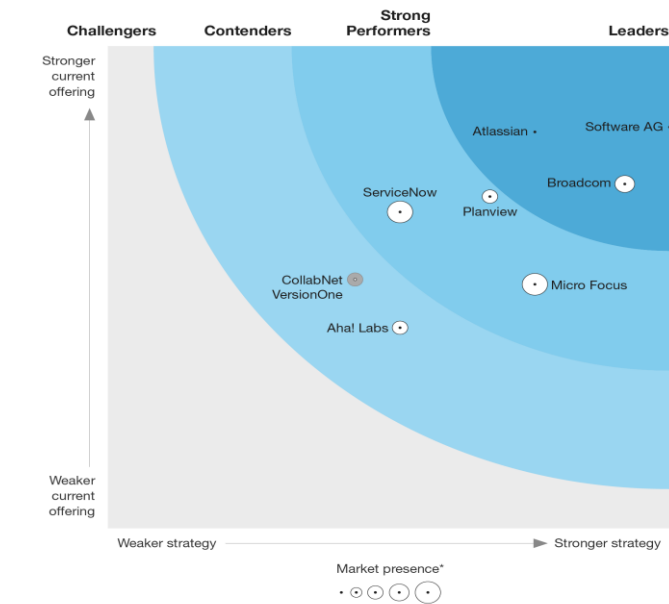 Challengers
Contenders
Strong
Performers
Leaders
Stronger
current
offering
Atlassian
Software AG
Broadcom
ServiceNow
Planview
CollabNet
VersionOne
Micro Focus
Aha! Labs
Weaker
current
offering
Weaker strategy
Stronger strategy
Market presence*